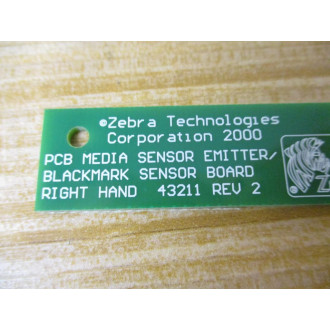 ©Zebra Technologies
Corporation 2000
PCB MEDIA SENSOR EMITTER/
BLACKMARK SENSOR BOARD
RIGHT HAND 43211 REV 2